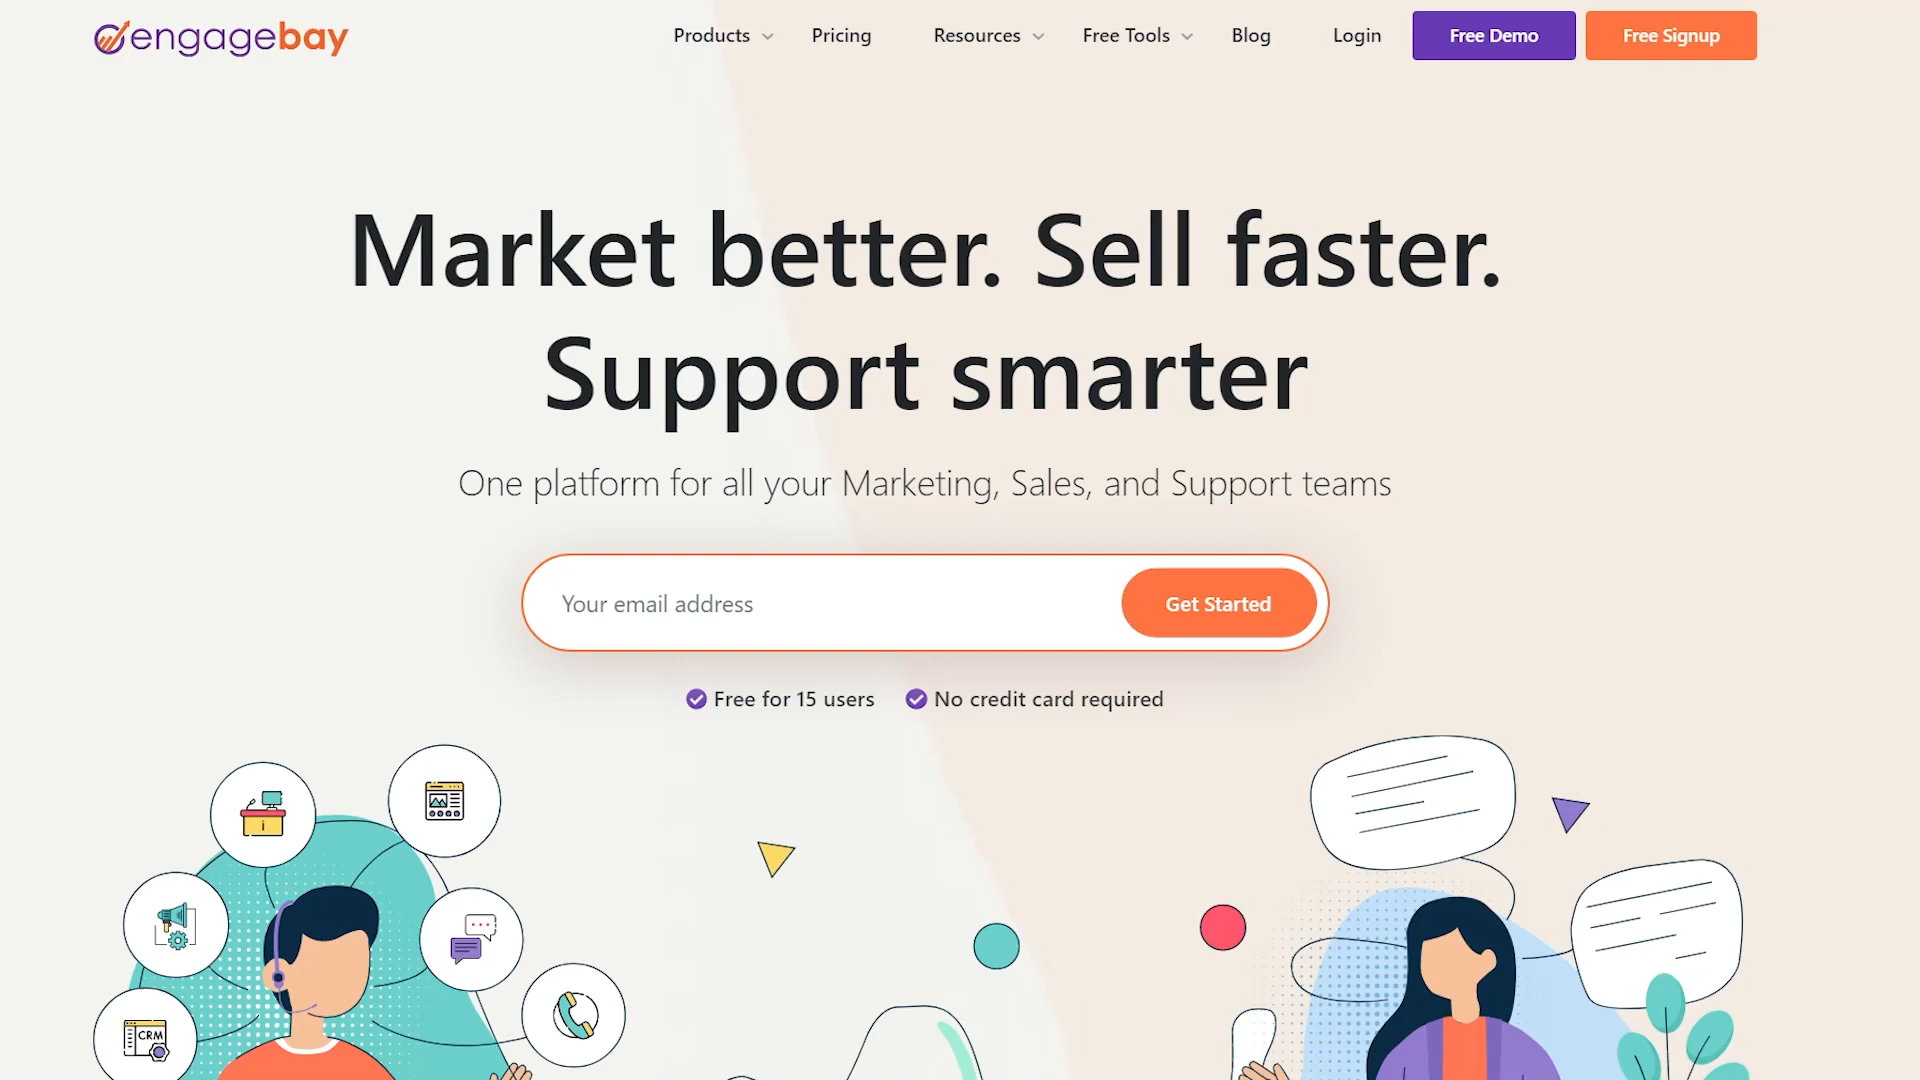 engagebay
Products
Pricing
Resources
Free Tools
Blog
Login
Free Demo
Free Signup
Market better. Sell faster.
Support smarter
One platform for all your Marketing, Sales, and Support teams
Your email address
Get Started
Free for 15 users
No credit card required
i
CRM